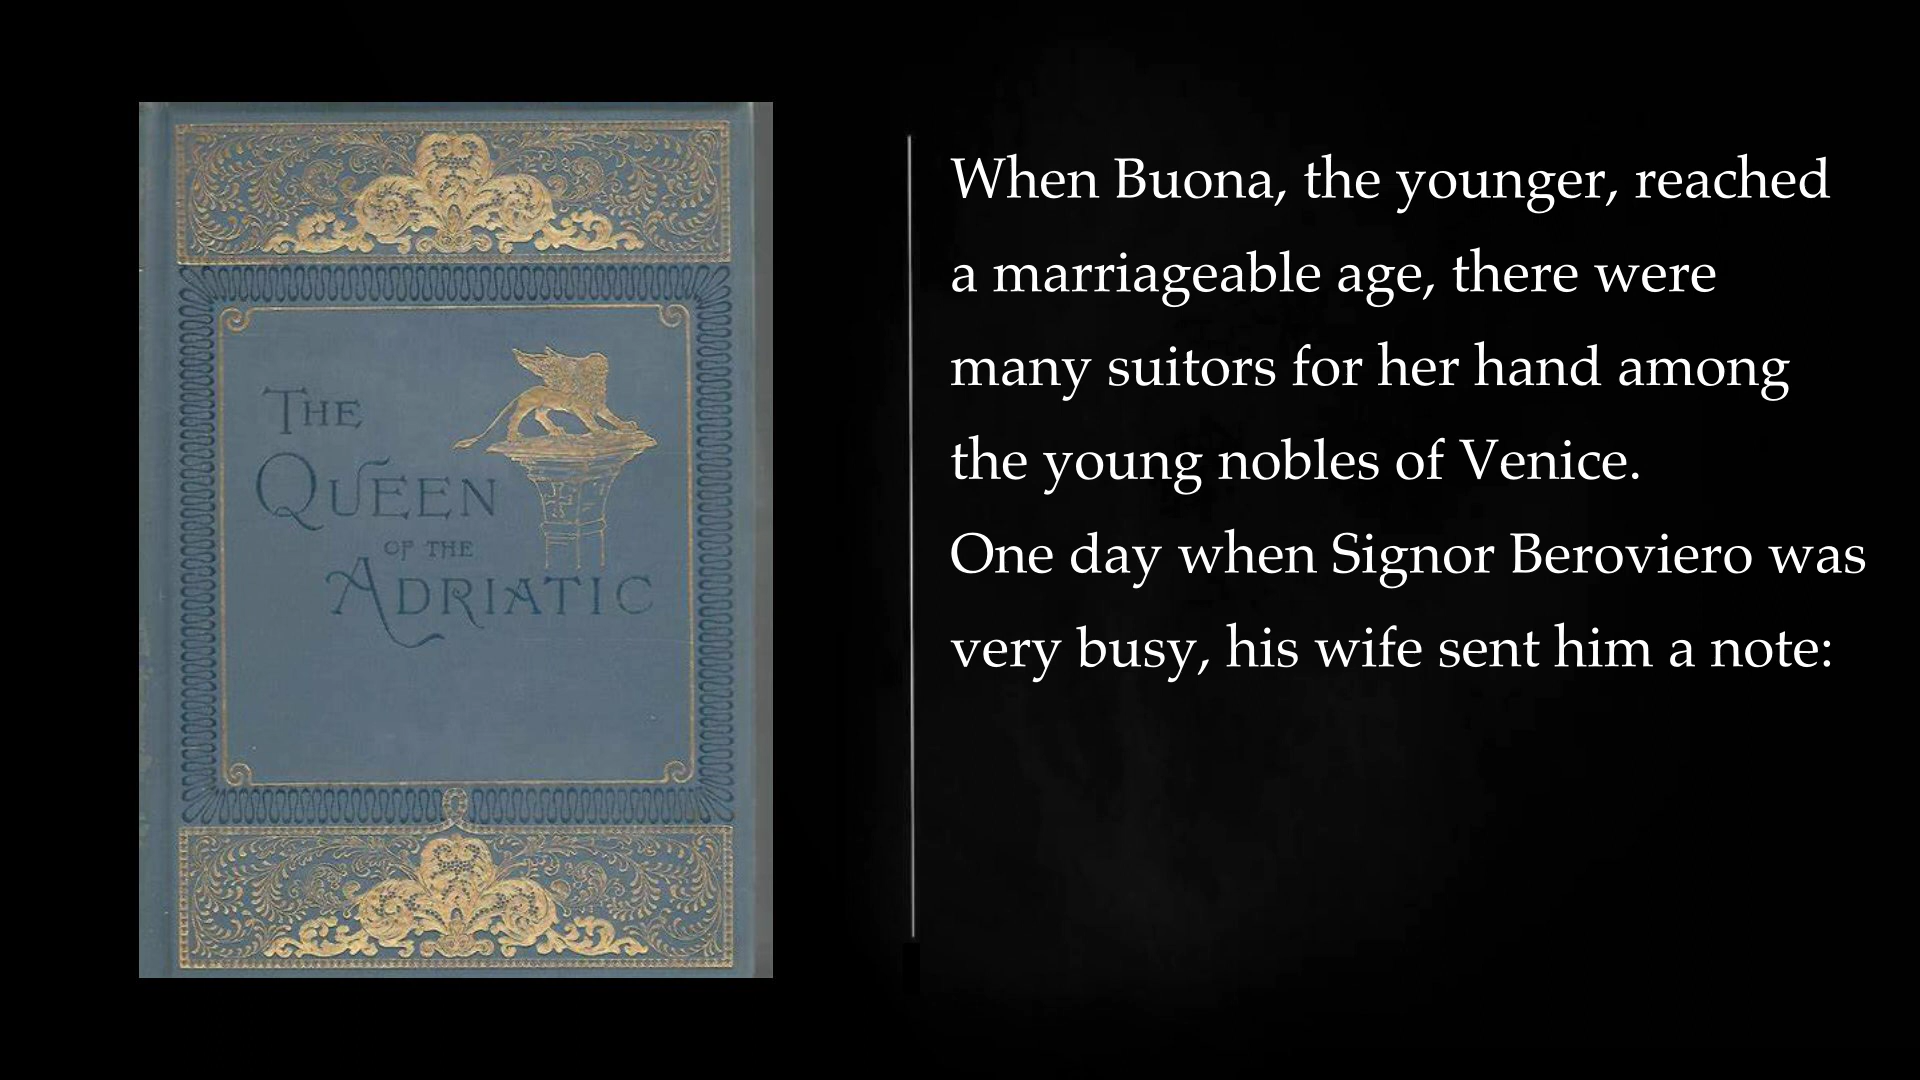 THE
QUEEN
OF THE
ADRIATIC
When Buona, the younger, reached
a marriageable age, there were
many suitors for her hand among
the young nobles of Venice.
One day when Signor Beroviero was
very busy, his wife sent him a note: